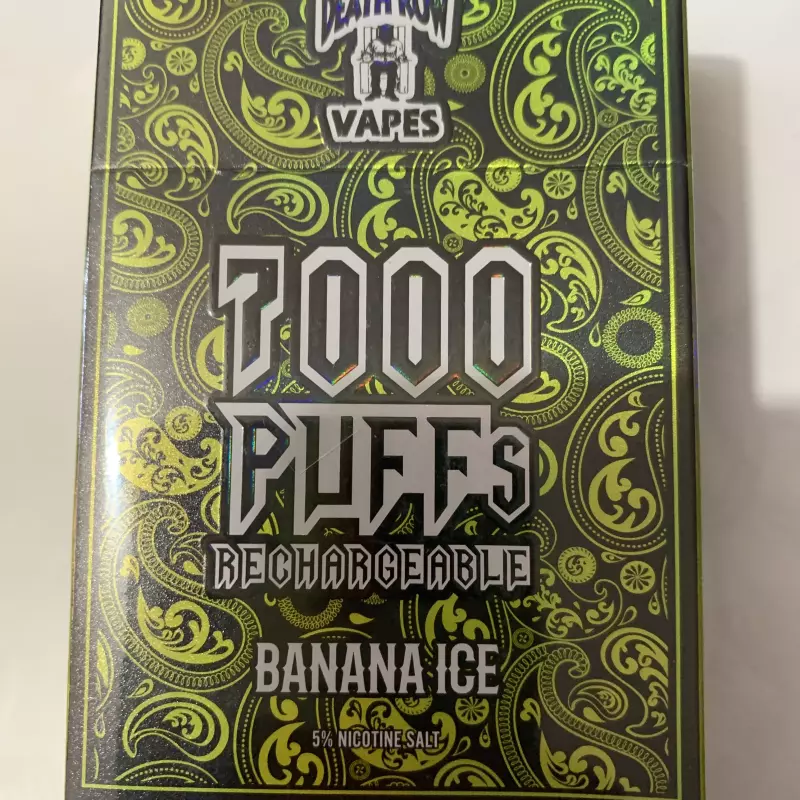 DEATH ROW
VAPES
7000
PUFFS
RECHARGEABLE
BANANA ICE
5% NICOTINE SALT